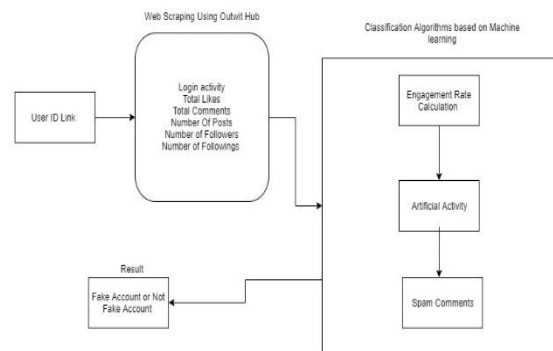 Web Scraping Using Outwit Hub
Classification Algorithms based on Machine
learning
User ID Link
Login activity
Total Likes
Total Comments
Number Of Posts
Number of Followers
Number of Followings
Engagement Rate
Calculation
Artificial Activity
Spam Comments
Result
Fake Account or Not
Fake Account